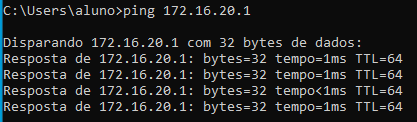 C:\Users\aluno>ping 172.16.20.1
Disparando 172.16.20.1 com 32 bytes de dados:
Resposta de 172.16.20.1: bytes=32 tempo=1ms TTL=64
Resposta de 172.16.20.1: bytes=32 tempo=1ms TTL=64
Resposta de 172.16.20.1: bytes=32 tempo<1ms TTL=64
Resposta de 172.16.20.1: bytes=32 tempo=1ms TTL=64